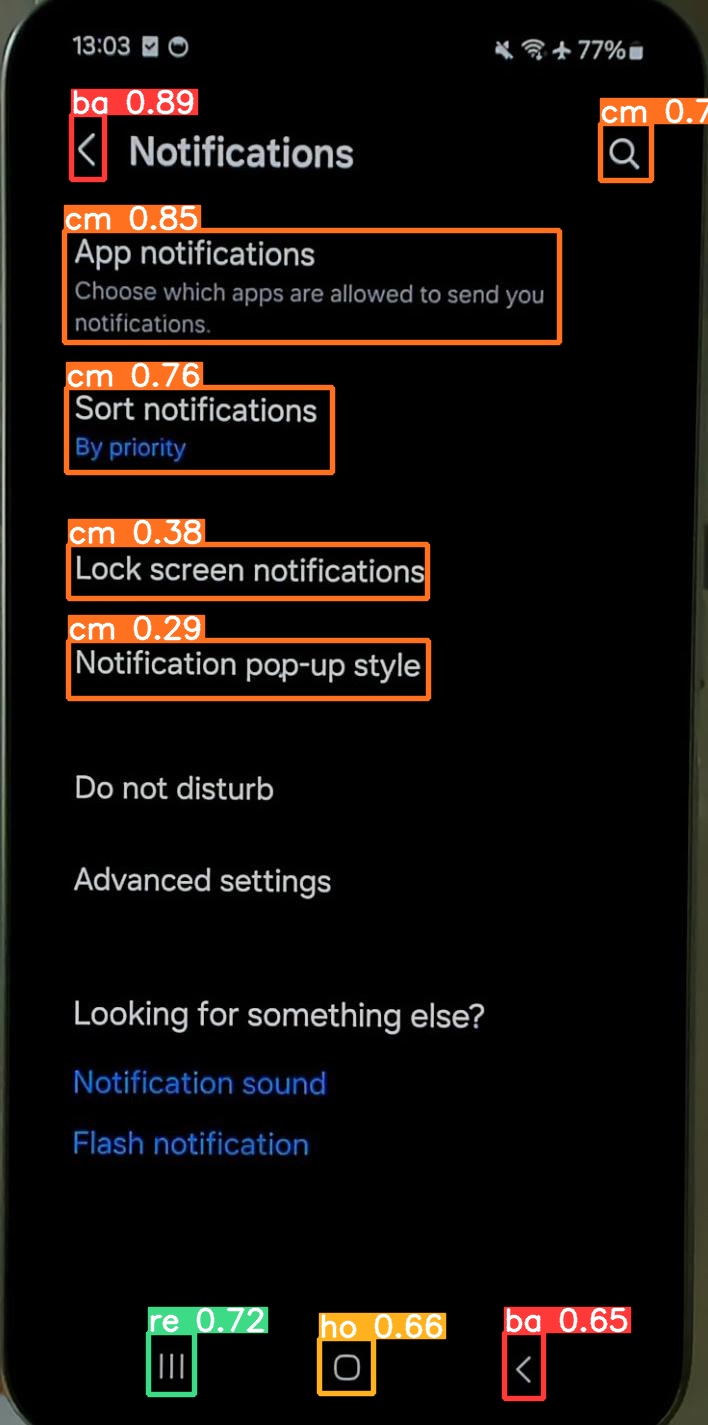 13:03 77%
ba 0.89
cm 0.7
Notifications
cm 0.85
App notifications
Choose which apps are allowed to send you
notifications.
cm 0.76
Sort notifications
By priority
cm 0.38
Lock screen notifications
cm 0.29
Notification pop-up style
Do not disturb
Advanced settings
Looking for something else?
Notification sound
Flash notification
re 0.72
ho 0.66
ba 0.65